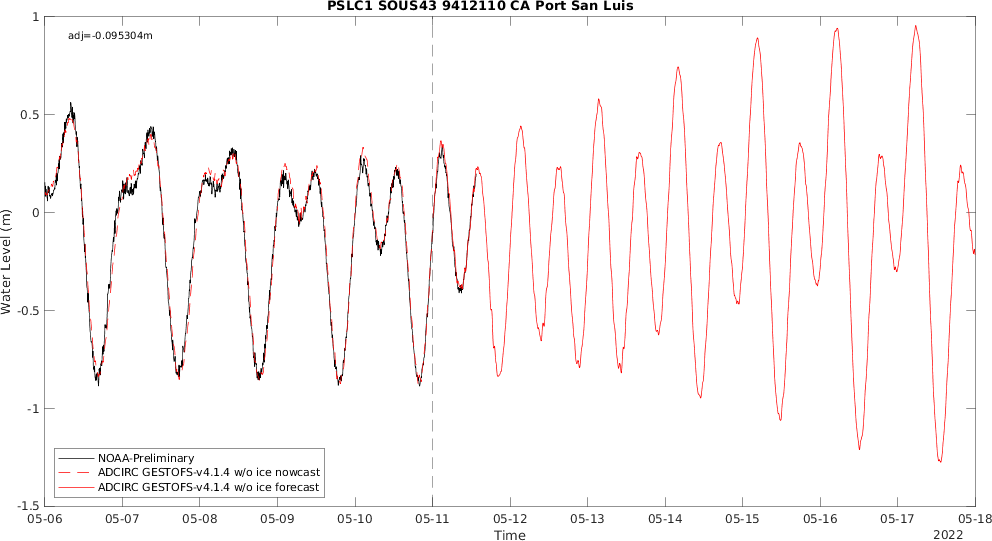 PSLC1 SOUS43 9412110 CA Port San Luis
adj=-0.095304m
1
0.5
0
-0.5
-1
-1.5
Water Level (m)
NOAA-Preliminary
ADCIRC GESTOFS-v4.1.4 w/o ice nowcast
ADCIRC GESTOFS-v4.1.4 w/o ice forecast
05-06 05-07 05-08 05-09 05-10 05-11 05-12 05-13 05-14 05-15 05-16 05-17 05-18
Time
2022